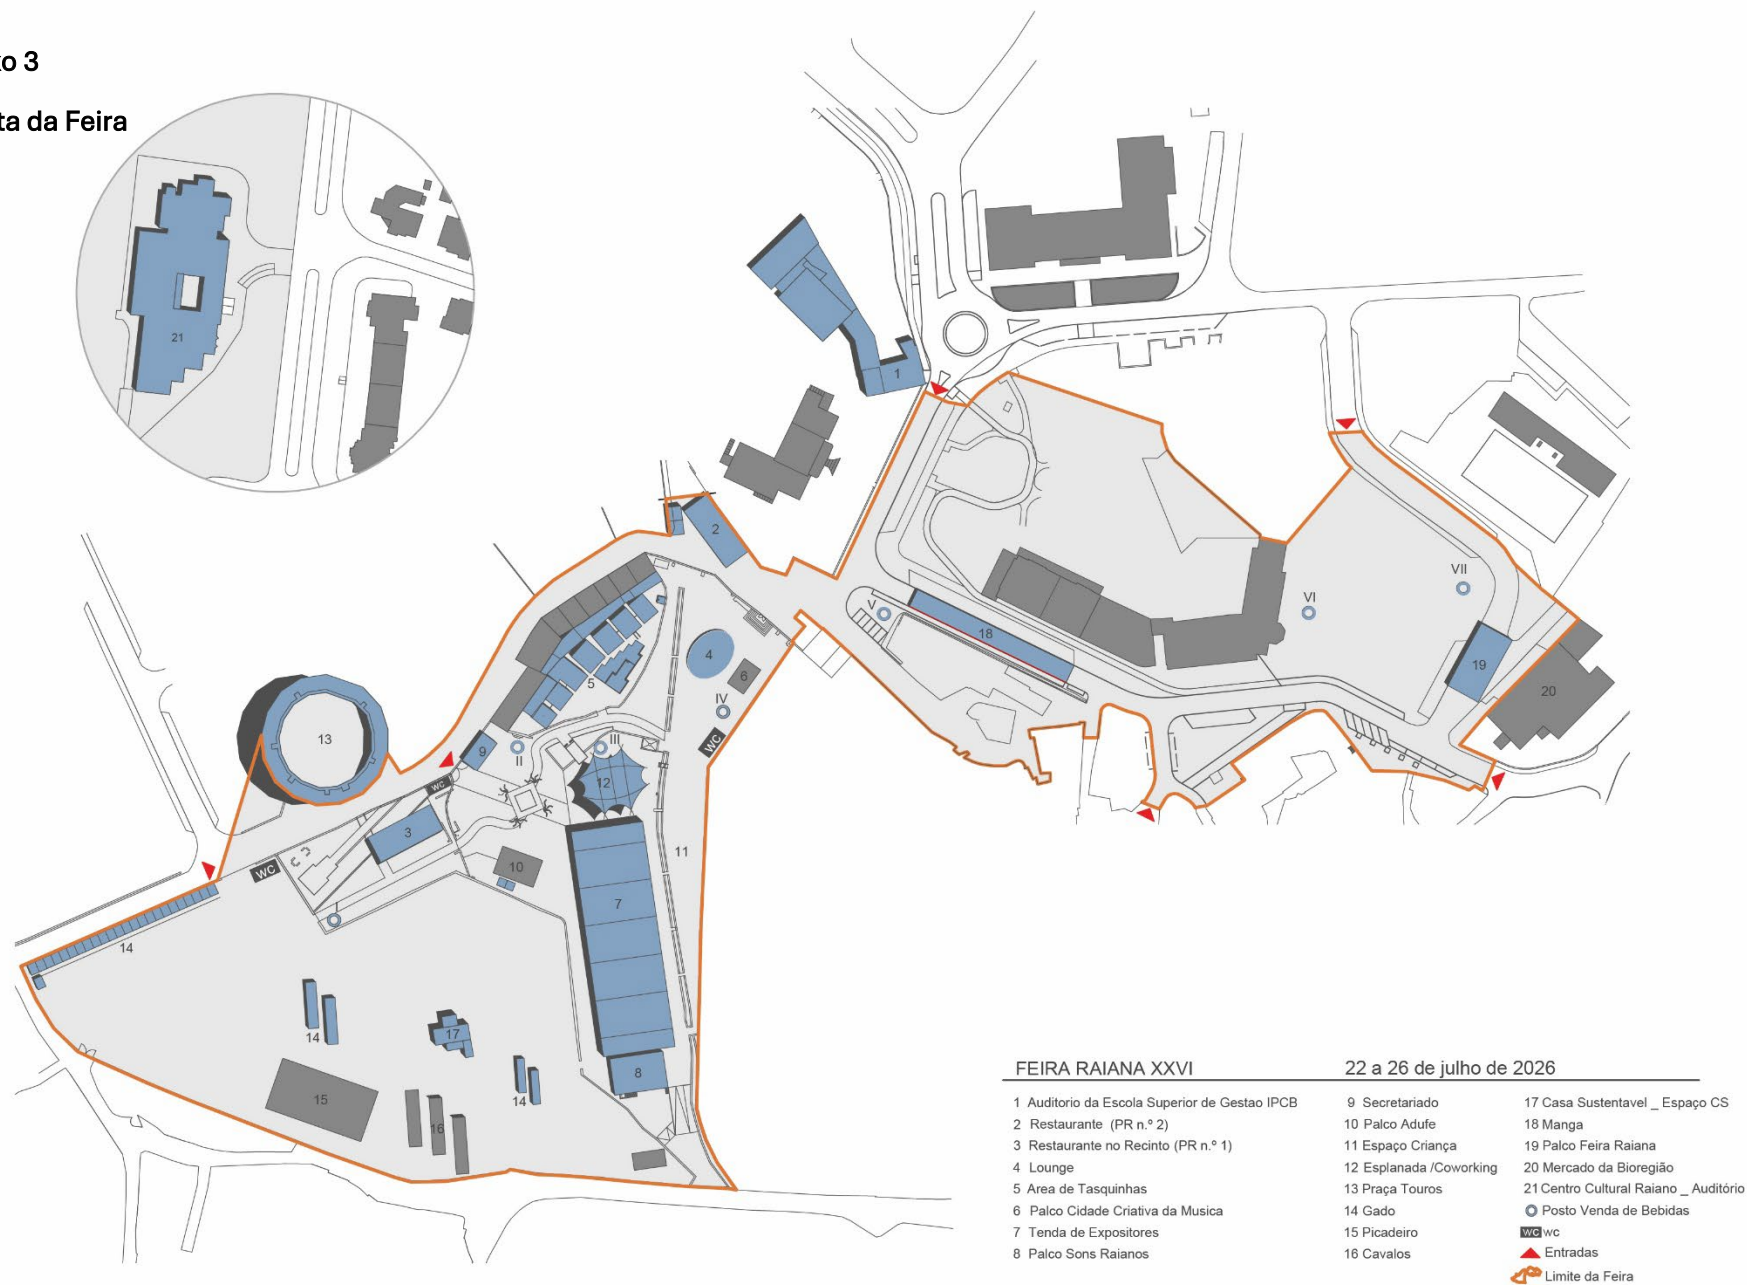 o 3
ta da Feira
21
1
2
V
VII
VI
18
4
6
5
IV
19
20
13
9
II
III
WC
12
WC
3
11
10
WC
I
7
14
14
17
8
14
15
16
FEIRA RAIANA XXVI 22 a 26 de julho de 2026
1 Auditorio da Escola Superior de Gestao IPCB
2 Restaurante (PR n.º 2)
3 Restaurante no Recinto (PR n.º 1)
4 Lounge
5 Area de Tasquinhas
6 Palco Cidade Criativa da Musica
7 Tenda de Expositores
8 Palco Sons Raianos
9 Secretariado
10 Palco Adufe
11 Espaço Criança
12 Esplanada /Coworking
13 Praça Touros
14 Gado
15 Picadeiro
16 Cavalos
17 Casa Sustentavel _ Espaço CS
18 Manga
19 Palco Feira Raiana
20 Mercado da Bioregião
21 Centro Cultural Raiano _ Auditório
Posto Venda de Bebidas
WC wc
Entradas
Limite da Feira